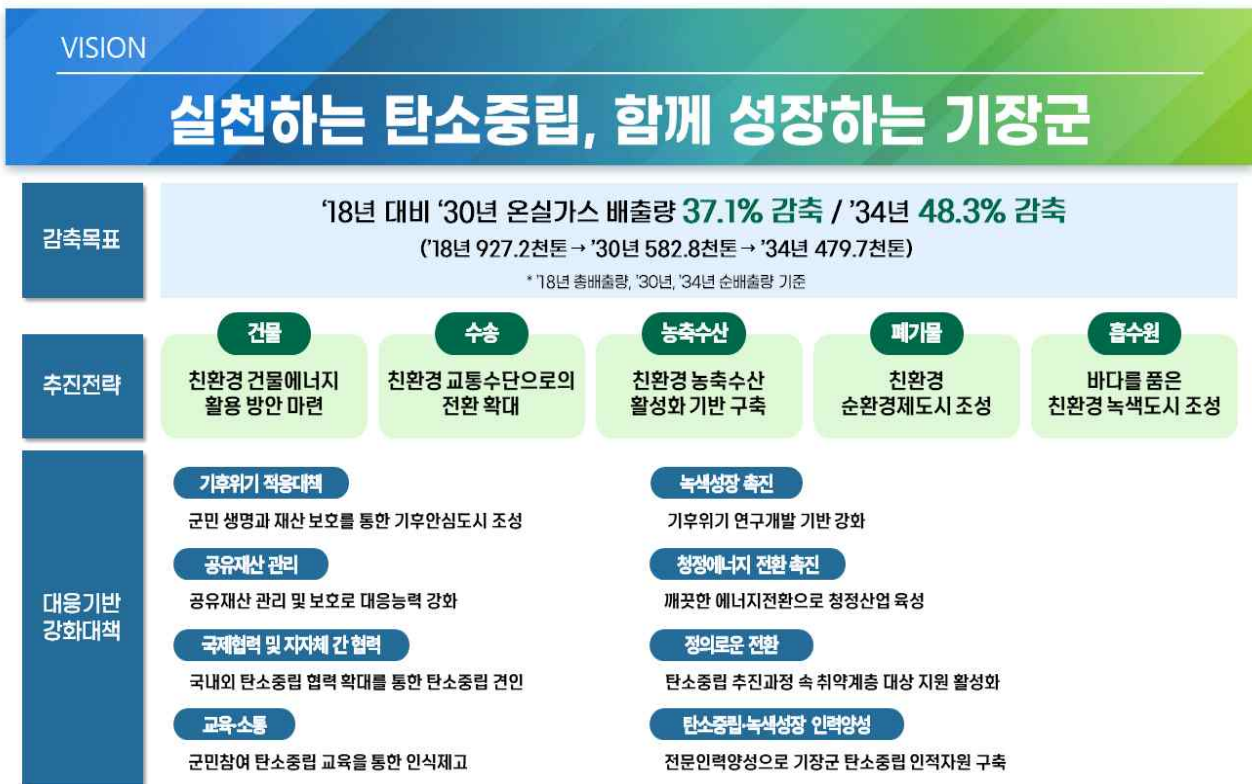 VISION
실천하는 탄소중립, 함께 성장하는 기장군
감축목표
‘18년 대비 ‘30년 온실가스 배출량 37.1% 감축 / ’34년 48.3% 감축
(’18년 927.2천톤→ ’30년 582.8천톤→ ’34년 479.7천톤)
* ’18년 총배출량, ’30년, ’34년 순배출량 기준
추진전략
건물
친환경 건물에너지
활용 방안 마련
수송
친환경 교통수단으로의
전환 확대
농축수산
친환경 농축수산
활성화 기반 구축
폐기물
친환경
순환경제도시 조성
흡수원
바다를 품은
친환경 녹색도시 조성
대응기반
강화대책
기후위기 적응대책
군민 생명과 재산 보호를 통한 기후안심도시 조성
녹색성장 촉진
기후위기 연구개발 기반 강화
공유재산 관리
공유재산 관리 및 보호로 대응능력 강화
청정에너지 전환 촉진
깨끗한 에너지전환으로 청정산업 육성
국제협력 및 지자체 간 협력
국내외 탄소중립 협력 확대를 통한 탄소중립 견인
정의로운 전환
탄소중립 추진과정 속 취약계층 대상 지원 활성화
교육·소통
군민참여 탄소중립 교육을 통한 인식제고
탄소중립·녹색성장 인력양성
전문인력양성으로 기장군 탄소중립 인적자원 구축